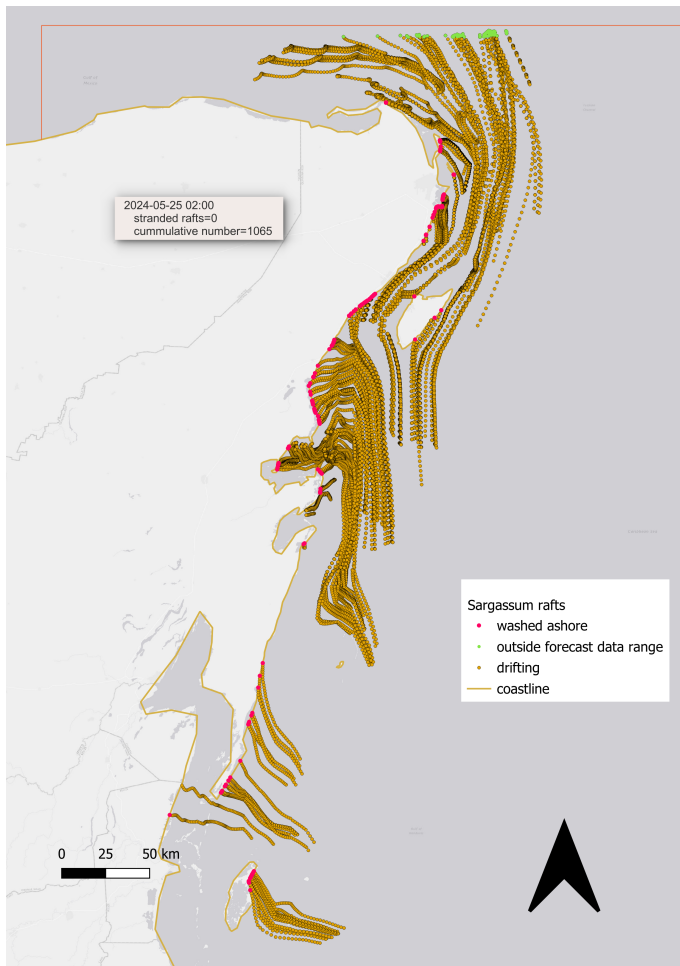 2024-05-25 02:00
stranded rafts=0
cummulative number=1065
Sargassum rafts
washed ashore
outside forecast data range
drifting
coastline
0 25 50 km